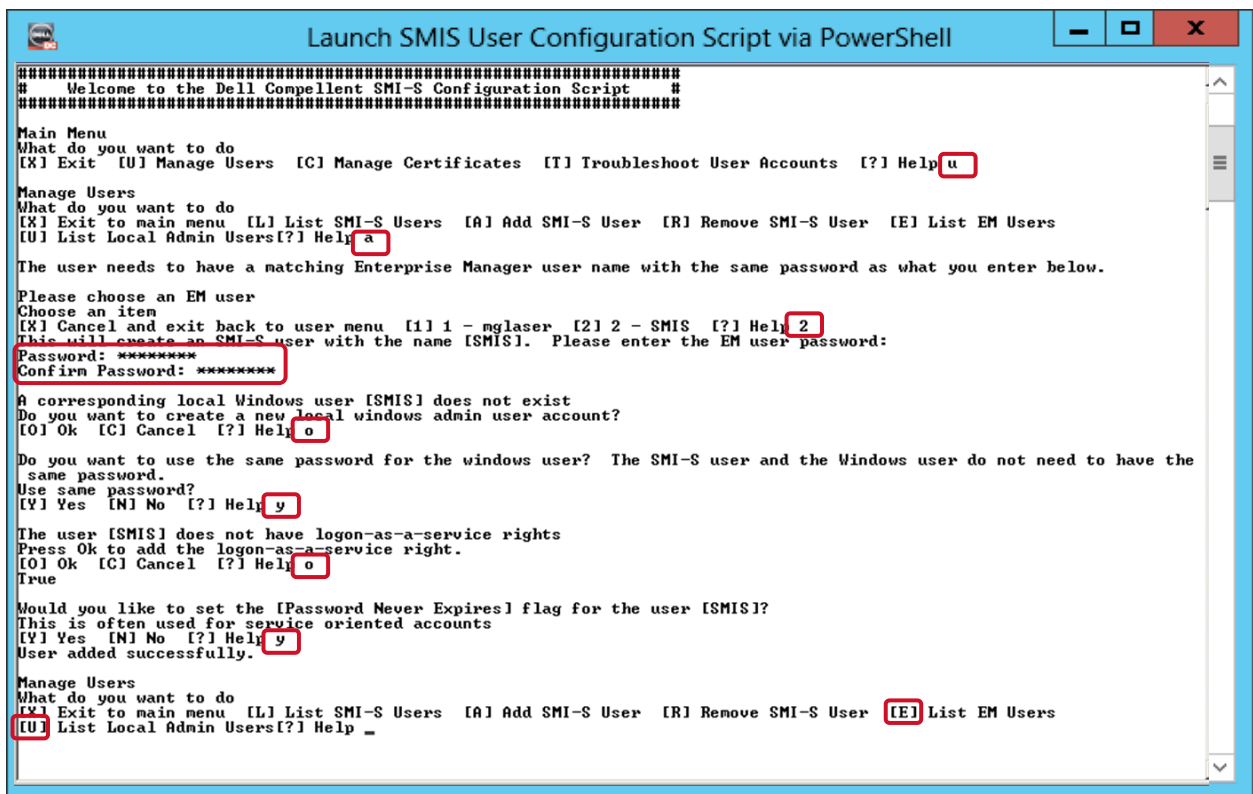 Launch SMIS User Configuration Script via PowerShell
###################################################################
#    Welcome to the Dell Compellent SMI-S Configuration Script    #
###################################################################
Main Menu
What do you want to do
[X] Exit  [U] Manage Users  [C] Manage Certificates  [T] Troubleshoot User Accounts  [?] Help u
Manage Users
What do you want to do
[X] Exit to main menu  [L] List SMI-S Users  [A] Add SMI-S User  [R] Remove SMI-S User  [E] List EM Users
[U] List Local Admin Users[?] Help a
The user needs to have a matching Enterprise Manager user name with the same password as what you enter below.
Please choose an EM user
Choose an item
[X] Cancel and exit back to user menu  [1] 1 - mglaser  [2] 2 - SMIS  [?] Help 2
This will create an SMI-S user with the name [SMIS].  Please enter the EM user password:
Password: ********
Confirm Password: ********
A corresponding local Windows user [SMIS] does not exist
Do you want to create a new local windows admin user account?
[O] Ok  [C] Cancel  [?] Help o
Do you want to use the same password for the windows user?  The SMI-S user and the Windows user do not need to have the
 same password.
Use same password?
[Y] Yes  [N] No  [?] Help y
The user [SMIS] does not have logon-as-a-service rights
Press Ok to add the logon-as-a-service right.
[O] Ok  [C] Cancel  [?] Help o
True
Would you like to set the [Password Never Expires] flag for the user [SMIS]?
This is often used for service oriented accounts
[Y] Yes  [N] No  [?] Help y
User added successfully.
Manage Users
What do you want to do
[X] Exit to main menu  [L] List SMI-S Users  [A] Add SMI-S User  [R] Remove SMI-S User  [E] List EM Users
[U] List Local Admin Users[?] Help _